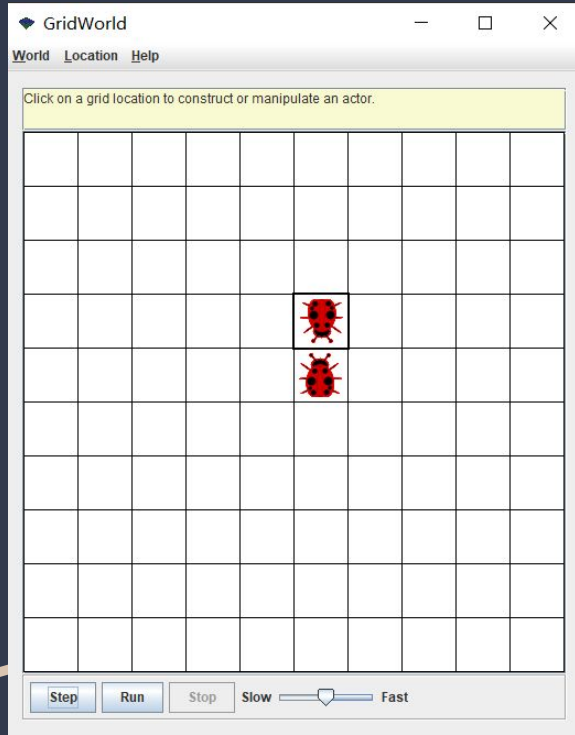 GridWorld
World Location Help
Click on a grid location to construct or manipulate an actor.
Step Run Stop Slow Fast